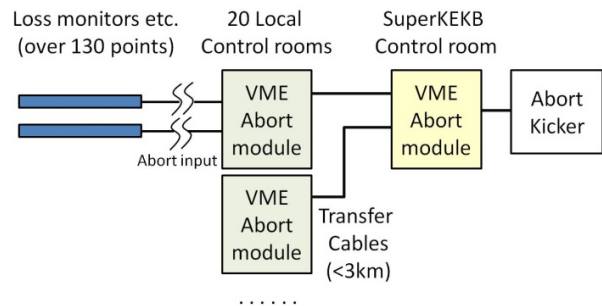 Loss monitors etc.
(over 130 points)
20 Local
Control rooms
SuperKEKB
Control room
VME
Abort
module
VME
Abort
module
Abort
Kicker
Abort input
VME
Abort
module
Transfer
Cables
(<3km)
. . . . . .